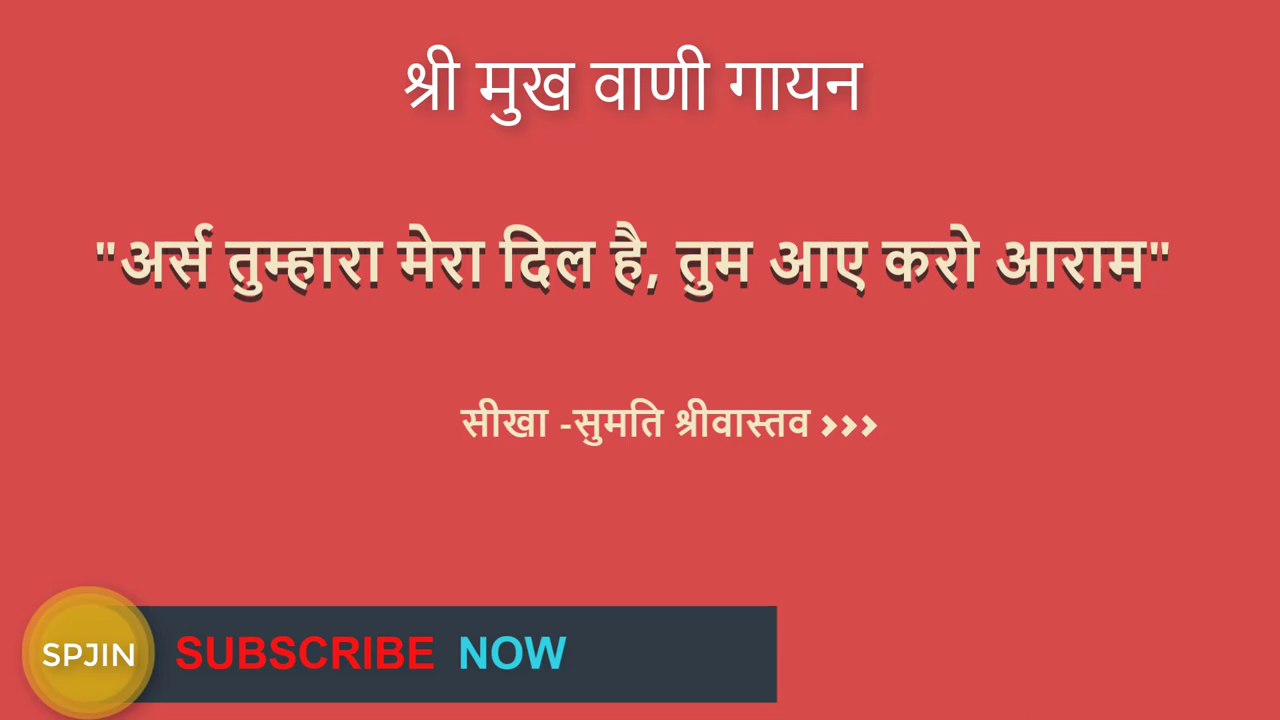 श्री मुख वाणी गायन
"अर्स तुम्हारा मेरा दिल है, तुम आए करो आराम"
सीखा -सुमति श्रीवास्तव >>>
SPJIN SUBSCRIBE NOW